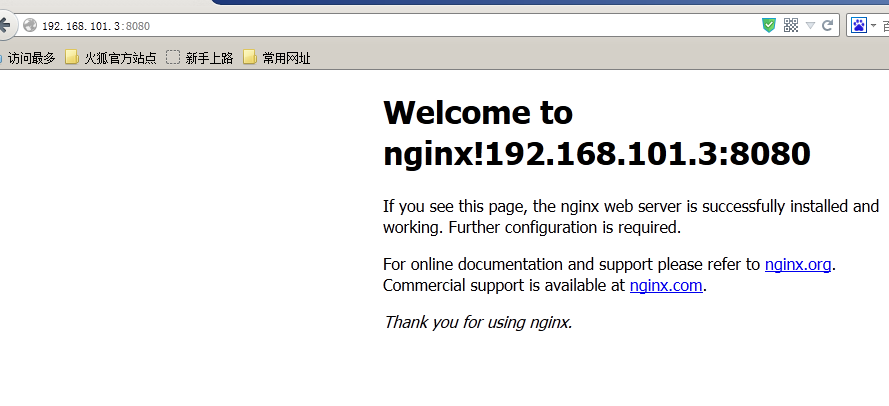 192.168.101.3:8080
百
访问最多 火狐官方站点 新手上路 常用网址
Welcome to
nginx!192.168.101.3:8080
If you see this page, the nginx web server is successfully installed and
working. Further configuration is required.
For online documentation and support please refer to nginx.org.
Commercial support is available at nginx.com.
Thank you for using nginx.